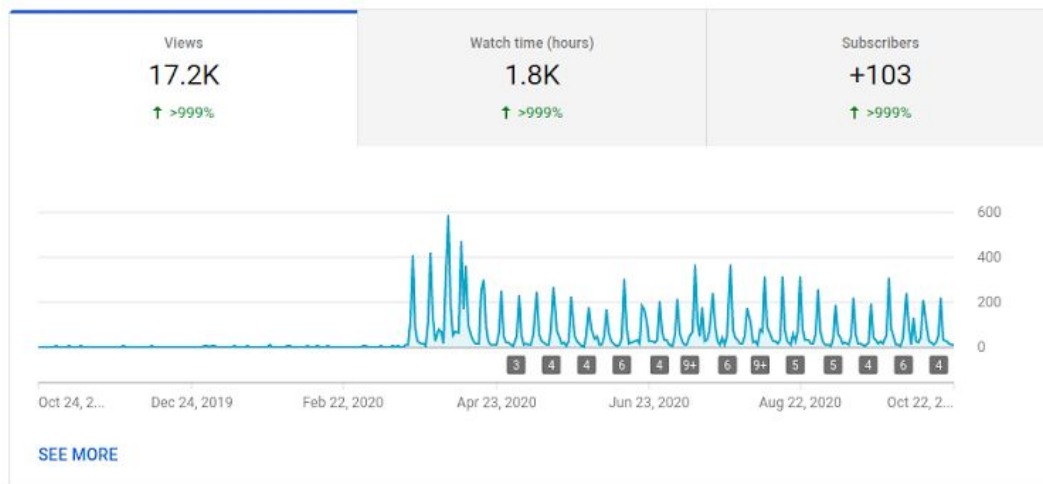 Views Watch time (hours) Subscribers
17.2K 1.8K +103
↑ >999% ↑ >999% ↑ >999%
600
400
200
0
3 4 4 6 4 9+ 6 9+ 5 5 4 6 4
Oct 24, 2... Dec 24, 2019 Feb 22, 2020 Apr 23, 2020 Jun 23, 2020 Aug 22, 2020 Oct 22, 2...
SEE MORE